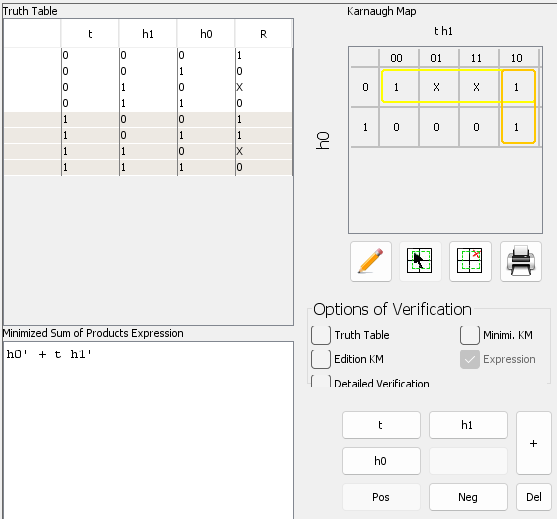 Truth Table
t h1 h0 R
0 0 0 1
0 0 1 0
0 1 0 X
0 1 1 0
1 0 0 1
1 0 1 1
1 1 0 X
1 1 1 0
Minimized Sum of Products Expression
h0' + t h1'
Karnaugh Map
t h1
00 01 11 10
0 1 X X 1
h0
1 0 0 0 1
Options of Verification
Truth Table Minimi. KM
Edition KM Expression
Detailed Verification
t h1
+
h0
Pos Neg Del